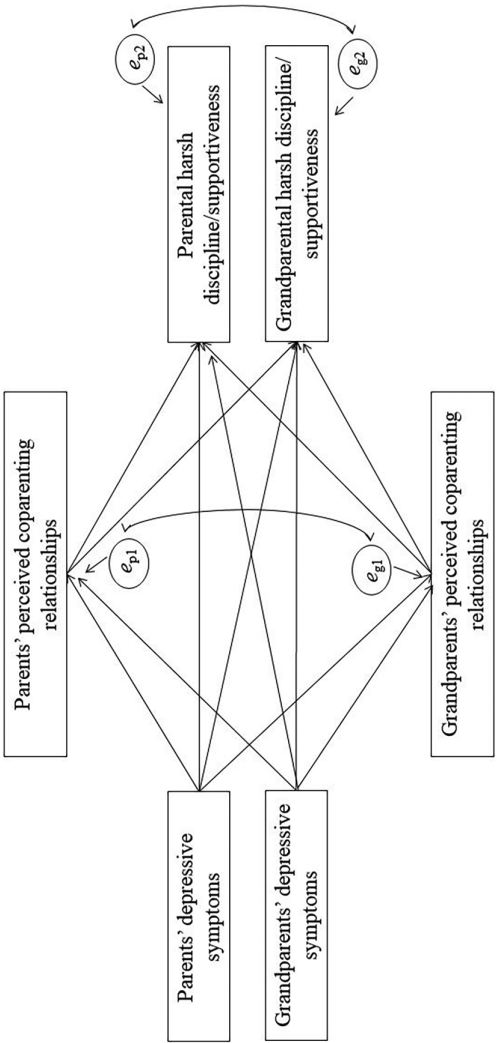 Parents’ perceived coparenting
relationships
e p1
e p2
Parents’ depressive
symptoms
Parental harsh
discipline/supportiveness
Grandparents’ depressive
symptoms
Grandparental harsh discipline/
supportiveness
e g1
e g2
Grandparents’ perceived coparenting
relationships